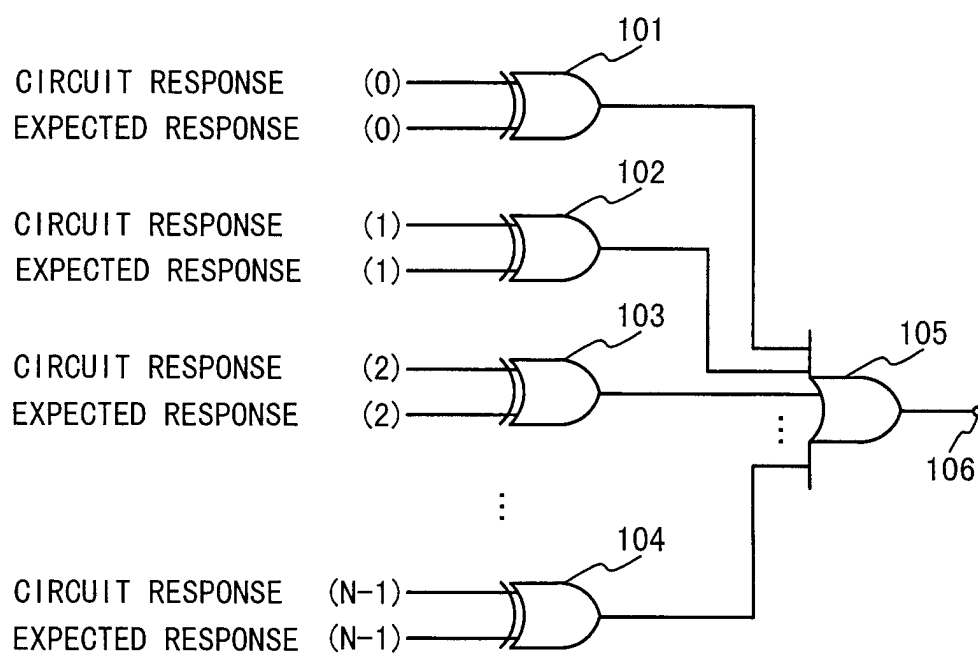 101
CIRCUIT RESPONSE (0)
EXPECTED RESPONSE (0)
102
CIRCUIT RESPONSE (1)
EXPECTED RESPONSE (1)
103
CIRCUIT RESPONSE (2)
EXPECTED RESPONSE (2)
105
106
104
CIRCUIT RESPONSE (N-1)
EXPECTED RESPONSE (N-1)